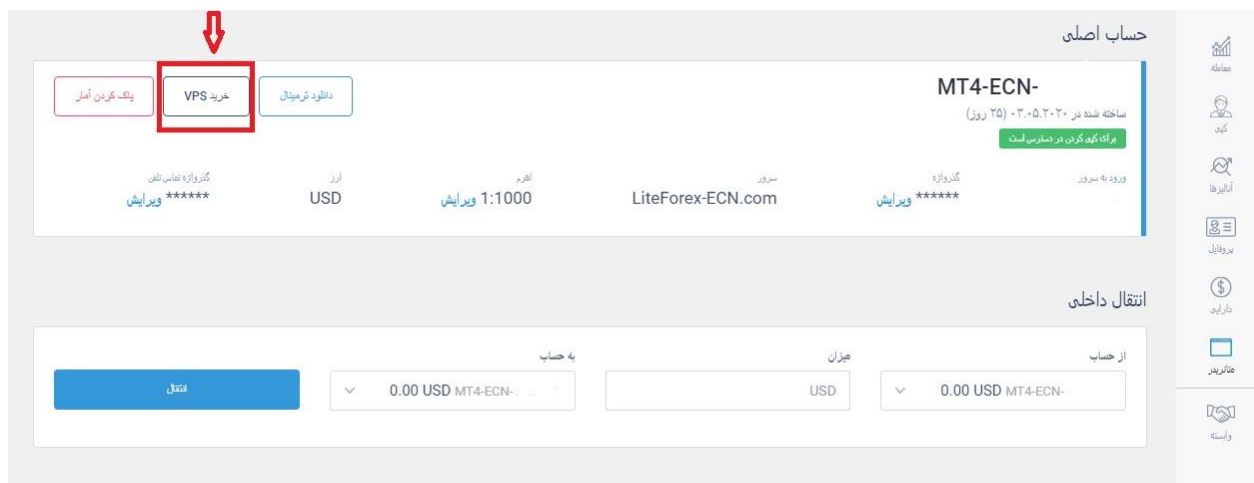 حساب اصلی
MT4-ECN-
ساخته شده در ۰۳.۰۵.۲۰۲۰ (۲۵ روز)
برای کپی کردن در دسترس است
دانلود ترمینال
خرید VPS
پاک کردن آمار
ورود به سرور
گذرواژه
****** ویرایش
سرور
LiteForex-ECN.com
اهرم
1:1000 ویرایش
ارز
USD
گذرواژه تماس تلفن
****** ویرایش
انتقال داخلی
از حساب
0.00 USD MT4-ECN-
میزان
USD
به حساب
0.00 USD MT4-ECN-
انتقال
معامله
کپی
آنالیزها
پروفایل
دارایی
متاتریدر
وابسته